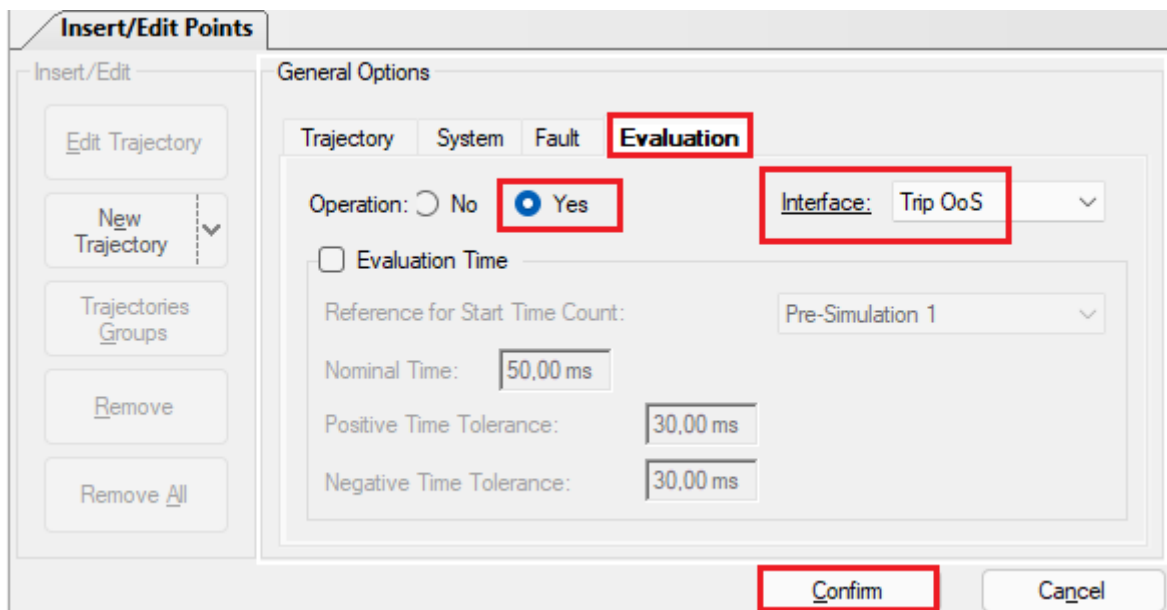 Insert/Edit Points
Insert/Edit
Edit Trajectory
New
Trajectory
Trajectories
Groups
Remove
Remove All
General Options
Trajectory System Fault Evaluation
Operation: No Yes Interface: Trip OoS
Evaluation Time
Reference for Start Time Count: Pre-Simulation 1
Nominal Time: 50,00 ms
Positive Time Tolerance: 30,00 ms
Negative Time Tolerance: 30,00 ms
Confirm Cancel